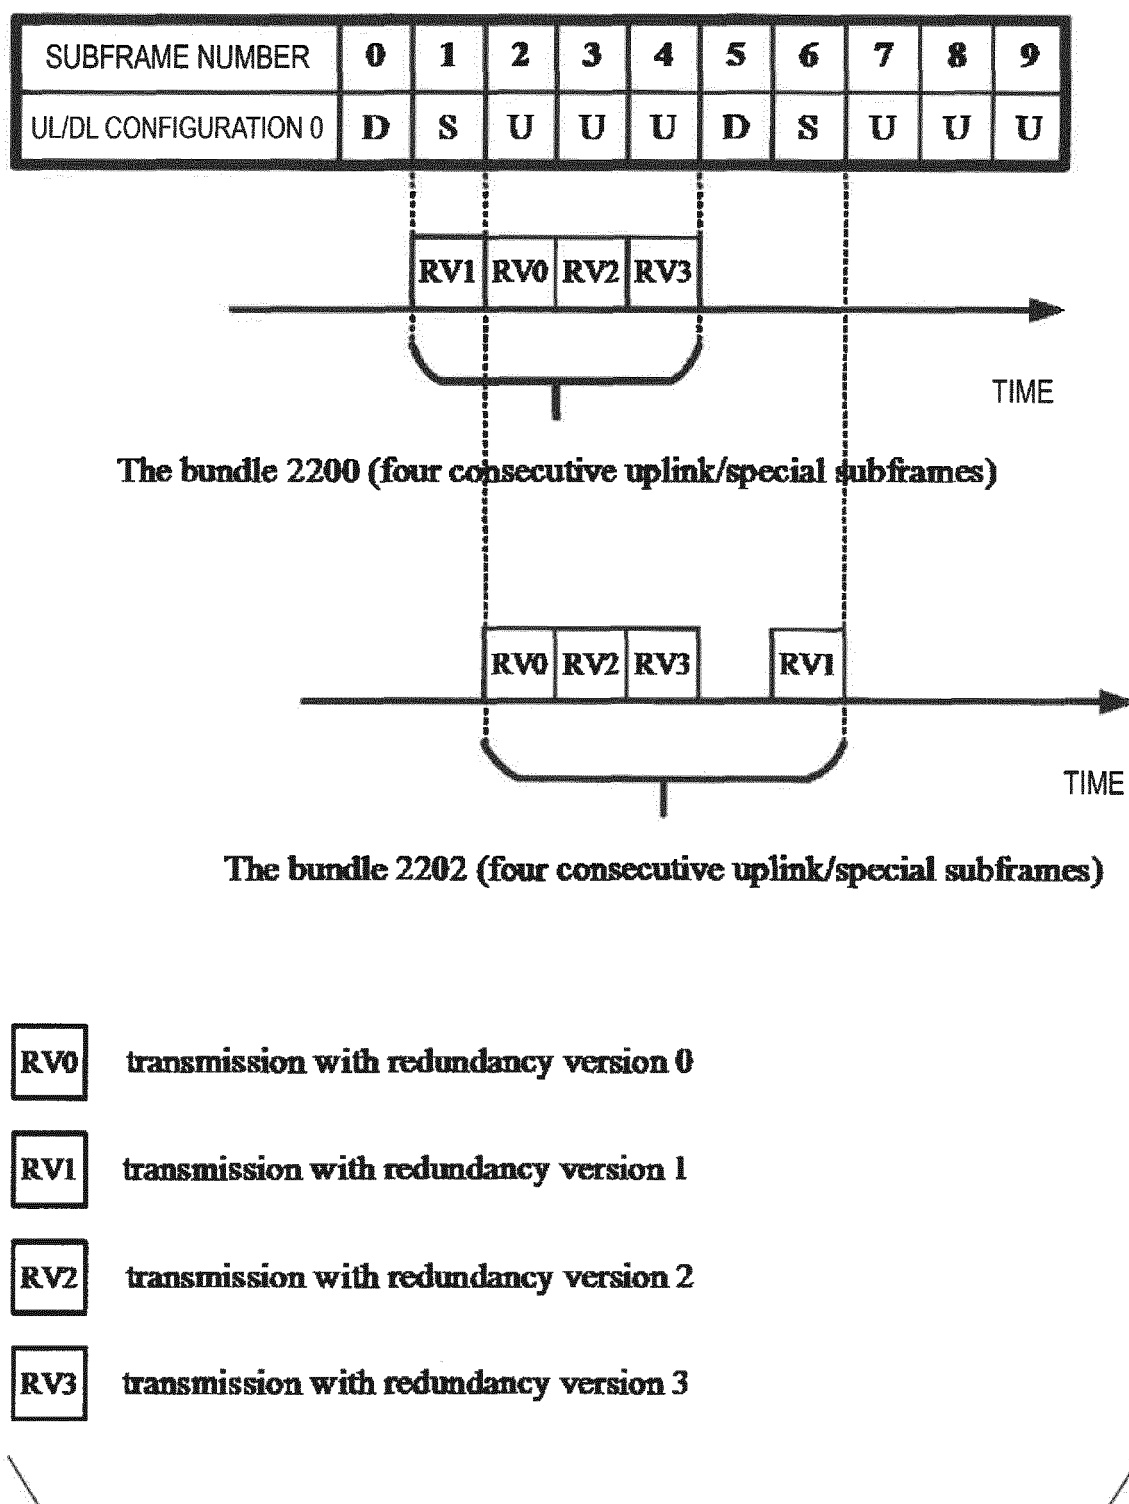 SUBFRAME NUMBER 0 1 2 3 4 5 6 7 8 9
UL/DL CONFIGURATION 0 D S U U U D S U U U
RV1 RV0 RV2 RV3
TIME
The bundle 2200 (four consecutive uplink/special subframes)
RV0 RV2 RV3 RV1
TIME
The bundle 2202 (four consecutive uplink/special subframes)
RV0 transmission with redundancy version 0
RV1 transmission with redundancy version 1
RV2 transmission with redundancy version 2
RV3 transmission with redundancy version 3